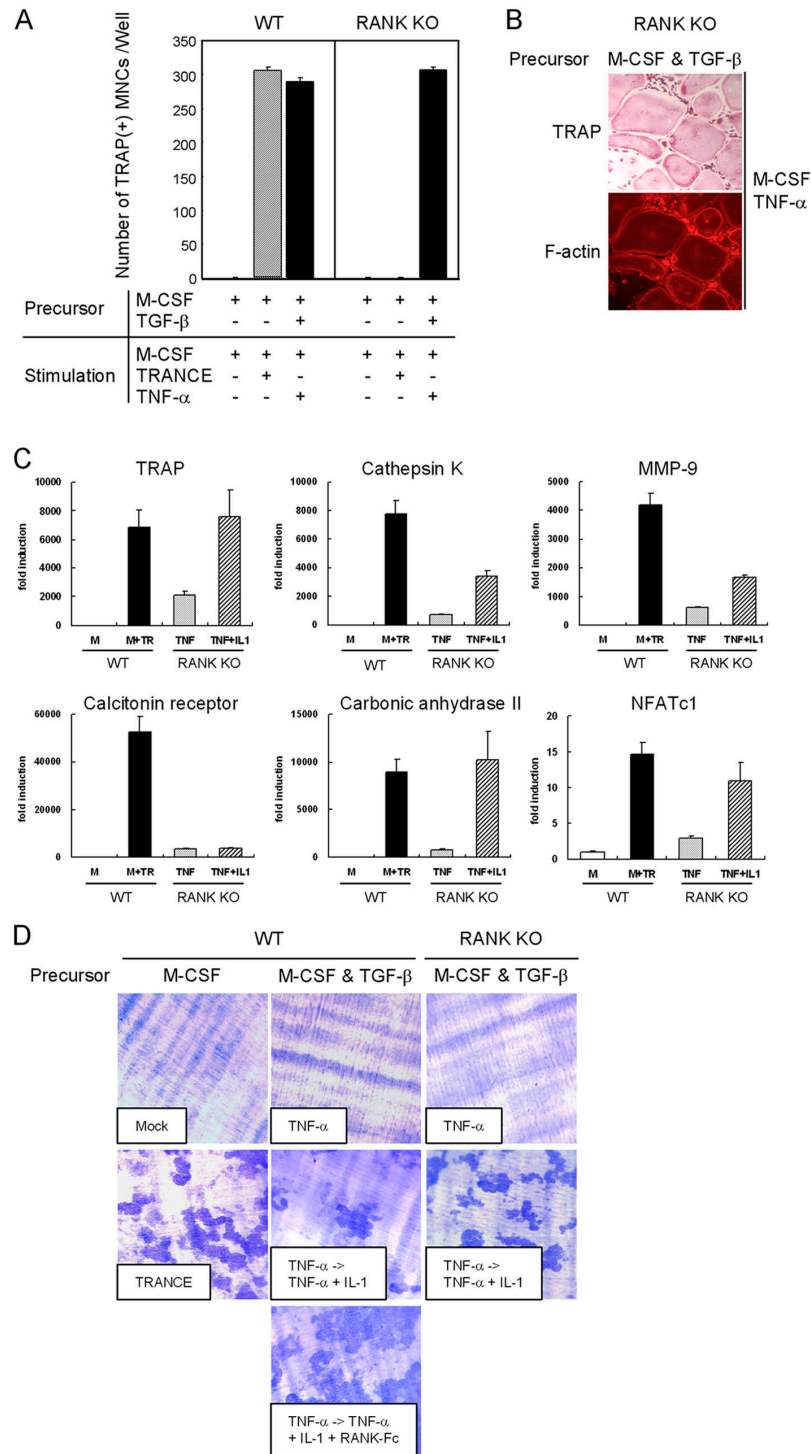 A
WT RANK KO
Number of TRAP(+) MNCs /Well
350
300
250
200
150
100
50
0
Precursor
M-CSF + + + + + +
TGF-β - - + - - +
Stimulation
M-CSF + + + + + +
TRANCE - + - - + -
TNF-α - - + - - +
B
RANK KO
Precursor M-CSF & TGF-β
TRAP
F-actin
M-CSF
TNF-α
C
TRAP
fold induction
10000
8000
6000
4000
2000
0
M M+TR TNF TNF+IL1
WT RANK KO
Cathepsin K
fold induction
10000
8000
6000
4000
2000
0
M M+TR TNF TNF+IL1
WT RANK KO
MMP-9
fold induction
5000
4000
3000
2000
1000
0
M M+TR TNF TNF+IL1
WT RANK KO
Calcitonin receptor
fold induction
60000
40000
20000
0
M M+TR TNF TNF+IL1
WT RANK KO
Carbonic anhydrase II
fold induction
15000
10000
5000
0
M M+TR TNF TNF+IL1
WT RANK KO
NFATc1
fold induction
20
15
10
5
0
M M+TR TNF TNF+IL1
WT RANK KO
D
WT RANK KO
Precursor M-CSF M-CSF & TGF-β M-CSF & TGF-β
Mock
TNF-α
TNF-α
TRANCE
TNF-α ->
TNF-α + IL-1
TNF-α ->
TNF-α + IL-1
TNF-α -> TNF-α
+ IL-1 + RANK-Fc